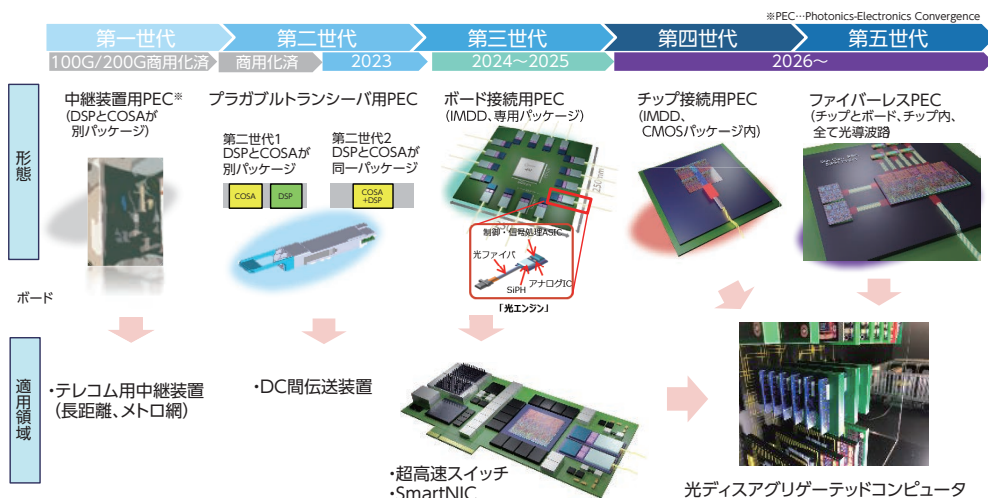 ※PEC…Photonics-Electronics Convergence
第一世代
第二世代
第三世代
第四世代
第五世代
100G/200G商用化済
商用化済
2023
2024～2025
2026～
形態
中継装置用PEC※
(DSPとCOSAが
別パッケージ)
プラガブルトランシーバ用PEC
第二世代1
DSPとCOSAが
別パッケージ
COSA
DSP
第二世代2
DSPとCOSAが
同一パッケージ
COSA
+DSP
ボード接続用PEC
(IMDD、専用パッケージ)
制御・信号処理ASIC
光ファイバ
アナログIC
SiPH
「光エンジン」
チップ接続用PEC
(IMDD、
CMOSパッケージ内)
ファイバーレスPEC
(チップとボード、チップ内、
全て光導波路)
ボード
適用領域
・テレコム用中継装置
(長距離、メトロ網)
・DC間伝送装置
・超高速スイッチ
・SmartNIC
光ディスアグリゲーテッドコンピュータ